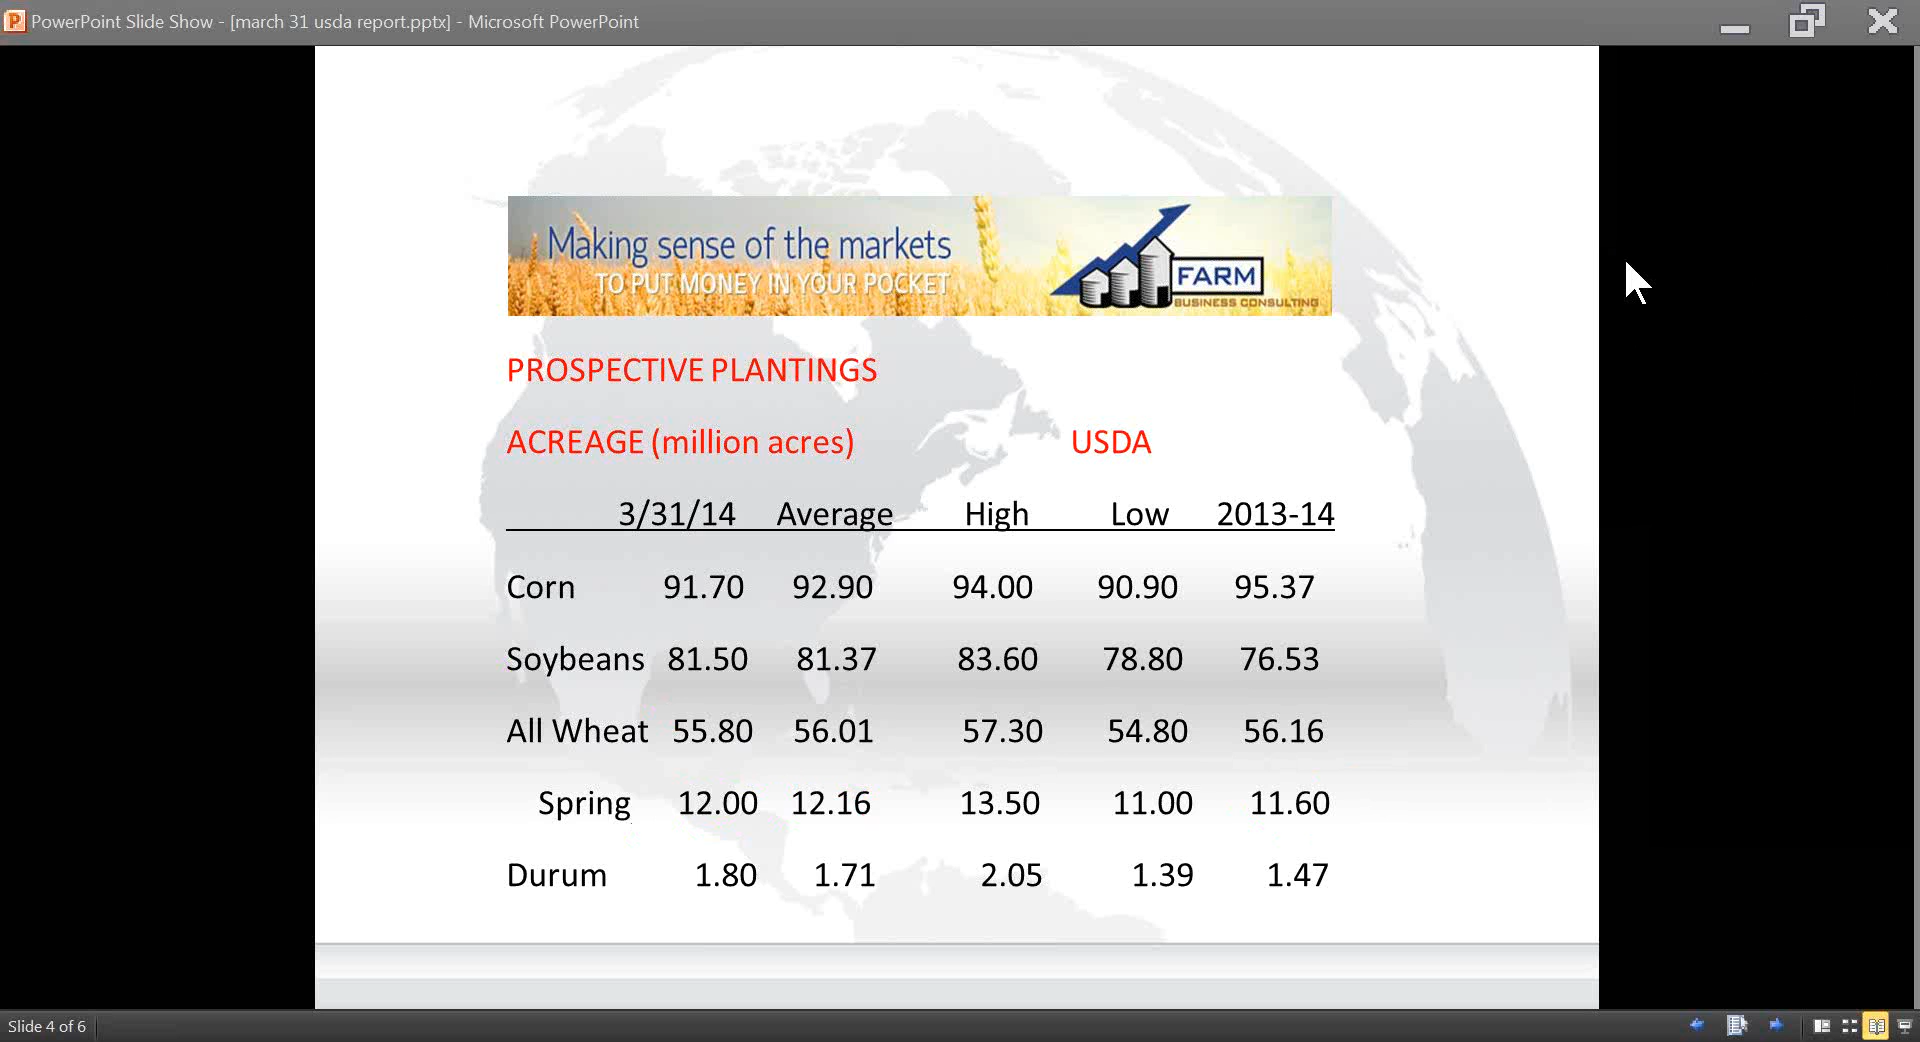 PowerPoint Slide Show - [march 31 usda report.pptx] - Microsoft PowerPoint
Making sense of the markets
TO PUT MONEY IN YOUR POCKET
FARM
BUSINESS CONSULTING
PROSPECTIVE PLANTINGS
ACREAGE (million acres) USDA
3/31/14 Average High Low 2013-14
Corn 91.70 92.90 94.00 90.90 95.37
Soybeans 81.50 81.37 83.60 78.80 76.53
All Wheat 55.80 56.01 57.30 54.80 56.16
Spring 12.00 12.16 13.50 11.00 11.60
Durum 1.80 1.71 2.05 1.39 1.47
Slide 4 of 6